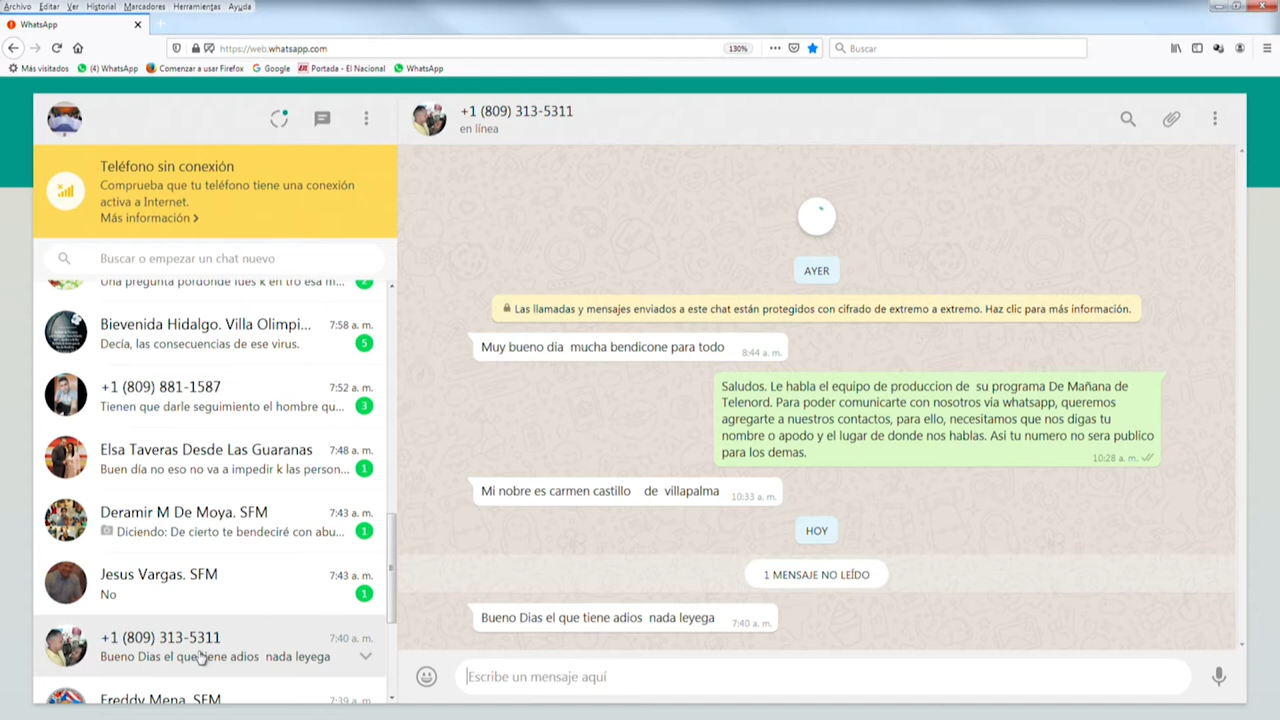 Archivo Editar Ver Historial Marcadores Herramientas Ayuda
WhatsApp
https://web.whatsapp.com
130%
Buscar
Más visitados
(4) WhatsApp
Comenzar a usar Firefox
Google
Portada - El Nacional
WhatsApp
Teléfono sin conexión
Comprueba que tu teléfono tiene una conexión
activa a Internet.
Más información
Buscar o empezar un chat nuevo
Una pregunta pordonde fues k en tro esa m...
2
Bievenida Hidalgo. Villa Olimpi...
7:58 a. m.
Decía, las consecuencias de ese virus.
5
+1 (809) 881-1587
7:52 a. m.
Tienen que darle seguimiento el hombre qu...
3
Elsa Taveras Desde Las Guaranas
7:48 a. m.
Buen día no eso no va a impedir k las person...
1
Deramir M De Moya. SFM
7:43 a. m.
Diciendo: De cierto te bendeciré con abu...
1
Jesus Vargas. SFM
7:43 a. m.
No
1
+1 (809) 313-5311
7:40 a. m.
Bueno Dias el que tiene adios nada leyega
Freddy Mena. SFM
7:39 a. m.
+1 (809) 313-5311
en línea
AYER
Las llamadas y mensajes enviados a este chat están protegidos con cifrado de extremo a extremo. Haz clic para más información.
Muy bueno dia mucha bendicone para todo
8:44 a. m.
Saludos. Le habla el equipo de produccion de su programa De Mañana de
Telenord. Para poder comunicarte con nosotros via whatsapp, queremos
agregarte a nuestros contactos, para ello, necesitamos que nos digas tu
nombre o apodo y el lugar de donde nos hablas. Asi tu numero no sera publico
para los demas.
10:28 a. m.
Mi nobre es carmen castillo de villapalma
10:33 a. m.
HOY
1 MENSAJE NO LEÍDO
Bueno Dias el que tiene adios nada leyega
7:40 a. m.
Escribe un mensaje aquí